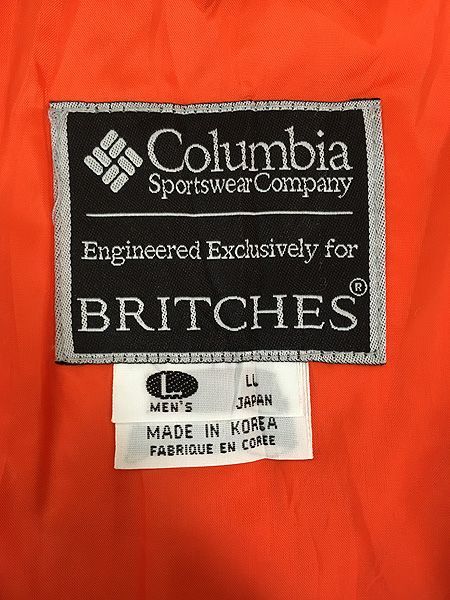 Columbia
Sportswear Company
Engineered Exclusively for
BRITCHES®
L LL
MEN'S JAPAN
MADE IN KOREA
FABRIQUE EN COREE